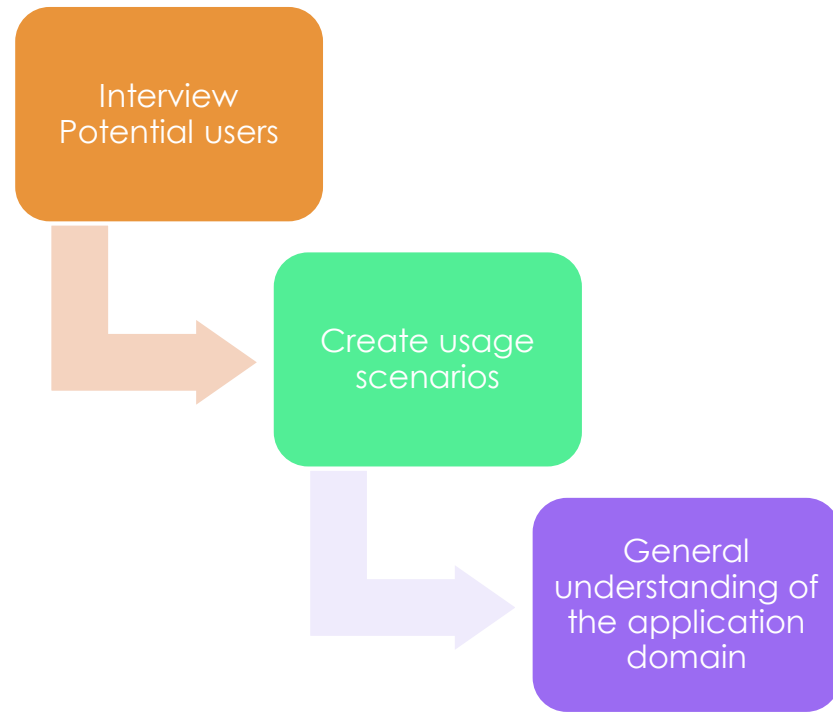 Interview
Potential users
Create usage
scenarios
General
understanding of
the application
domain